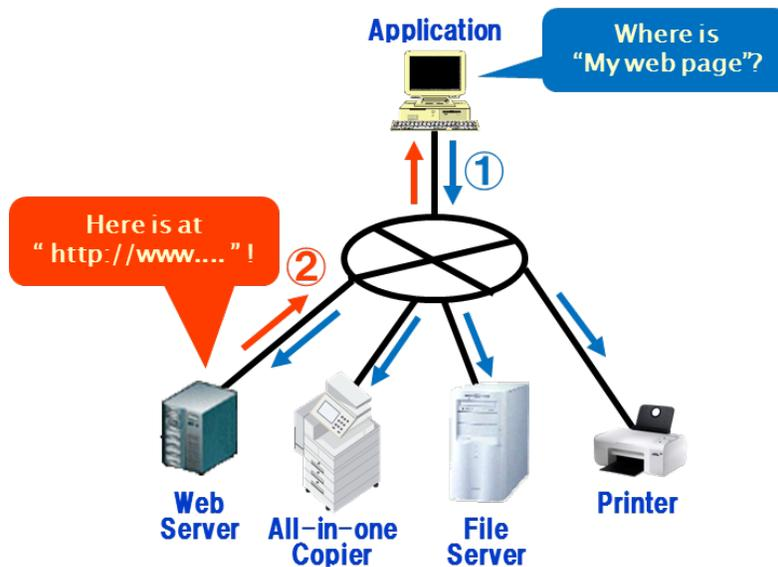 Application
Where is
“My web page”?
①
Here is at
“ http://www.... ” !
②
Web
Server
All-in-one
Copier
File
Server
Printer